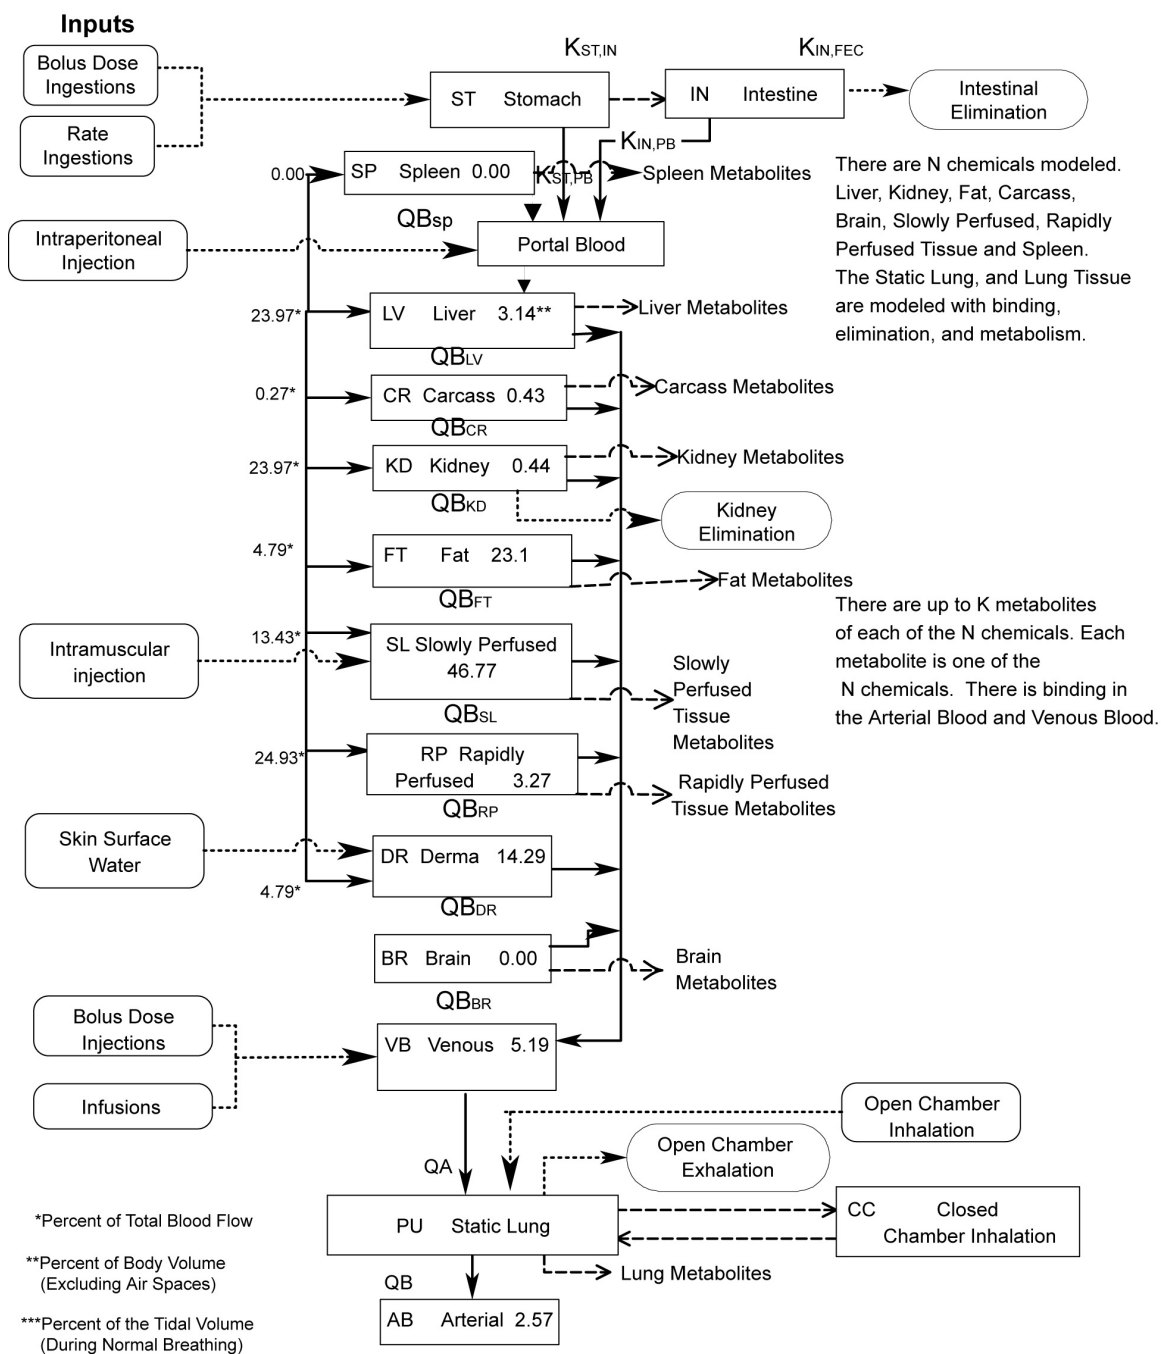 Inputs
Bolus Dose
Ingestions
Rate
Ingestions
KST,IN
KIN,FEC
ST Stomach
IN Intestine
Intestinal
Elimination
KIN,PB
0.00
SP Spleen 0.00
KST,PB
Spleen Metabolites
There are N chemicals modeled.
Liver, Kidney, Fat, Carcass,
Brain, Slowly Perfused, Rapidly
Perfused Tissue and Spleen.
The Static Lung, and Lung Tissue
are modeled with binding,
elimination, and metabolism.
QBsp
Intraperitoneal
Injection
Portal Blood
23.97*
LV Liver 3.14**
Liver Metabolites
QBLV
0.27*
CR Carcass 0.43
Carcass Metabolites
QBCR
23.97*
KD Kidney 0.44
Kidney Metabolites
QBKD
Kidney
Elimination
4.79*
FT Fat 23.1
Fat Metabolites
QBFT
There are up to K metabolites
of each of the N chemicals. Each
metabolite is one of the
N chemicals. There is binding in
the Arterial Blood and Venous Blood.
Intramuscular
injection
13.43*
SL Slowly Perfused
46.77
Slowly
Perfused
Tissue
Metabolites
QBSL
24.93*
RP Rapidly
Perfused 3.27
Rapidly Perfused
Tissue Metabolites
QBRP
Skin Surface
Water
DR Derma 14.29
4.79*
QBDR
BR Brain 0.00
Brain
Metabolites
QBBR
Bolus Dose
Injections
Infusions
VB Venous 5.19
Open Chamber
Inhalation
Open Chamber
Exhalation
QA
PU Static Lung
CC Closed
Chamber Inhalation
Lung Metabolites
QB
AB Arterial 2.57
*Percent of Total Blood Flow
**Percent of Body Volume
(Excluding Air Spaces)
***Percent of the Tidal Volume
(During Normal Breathing)